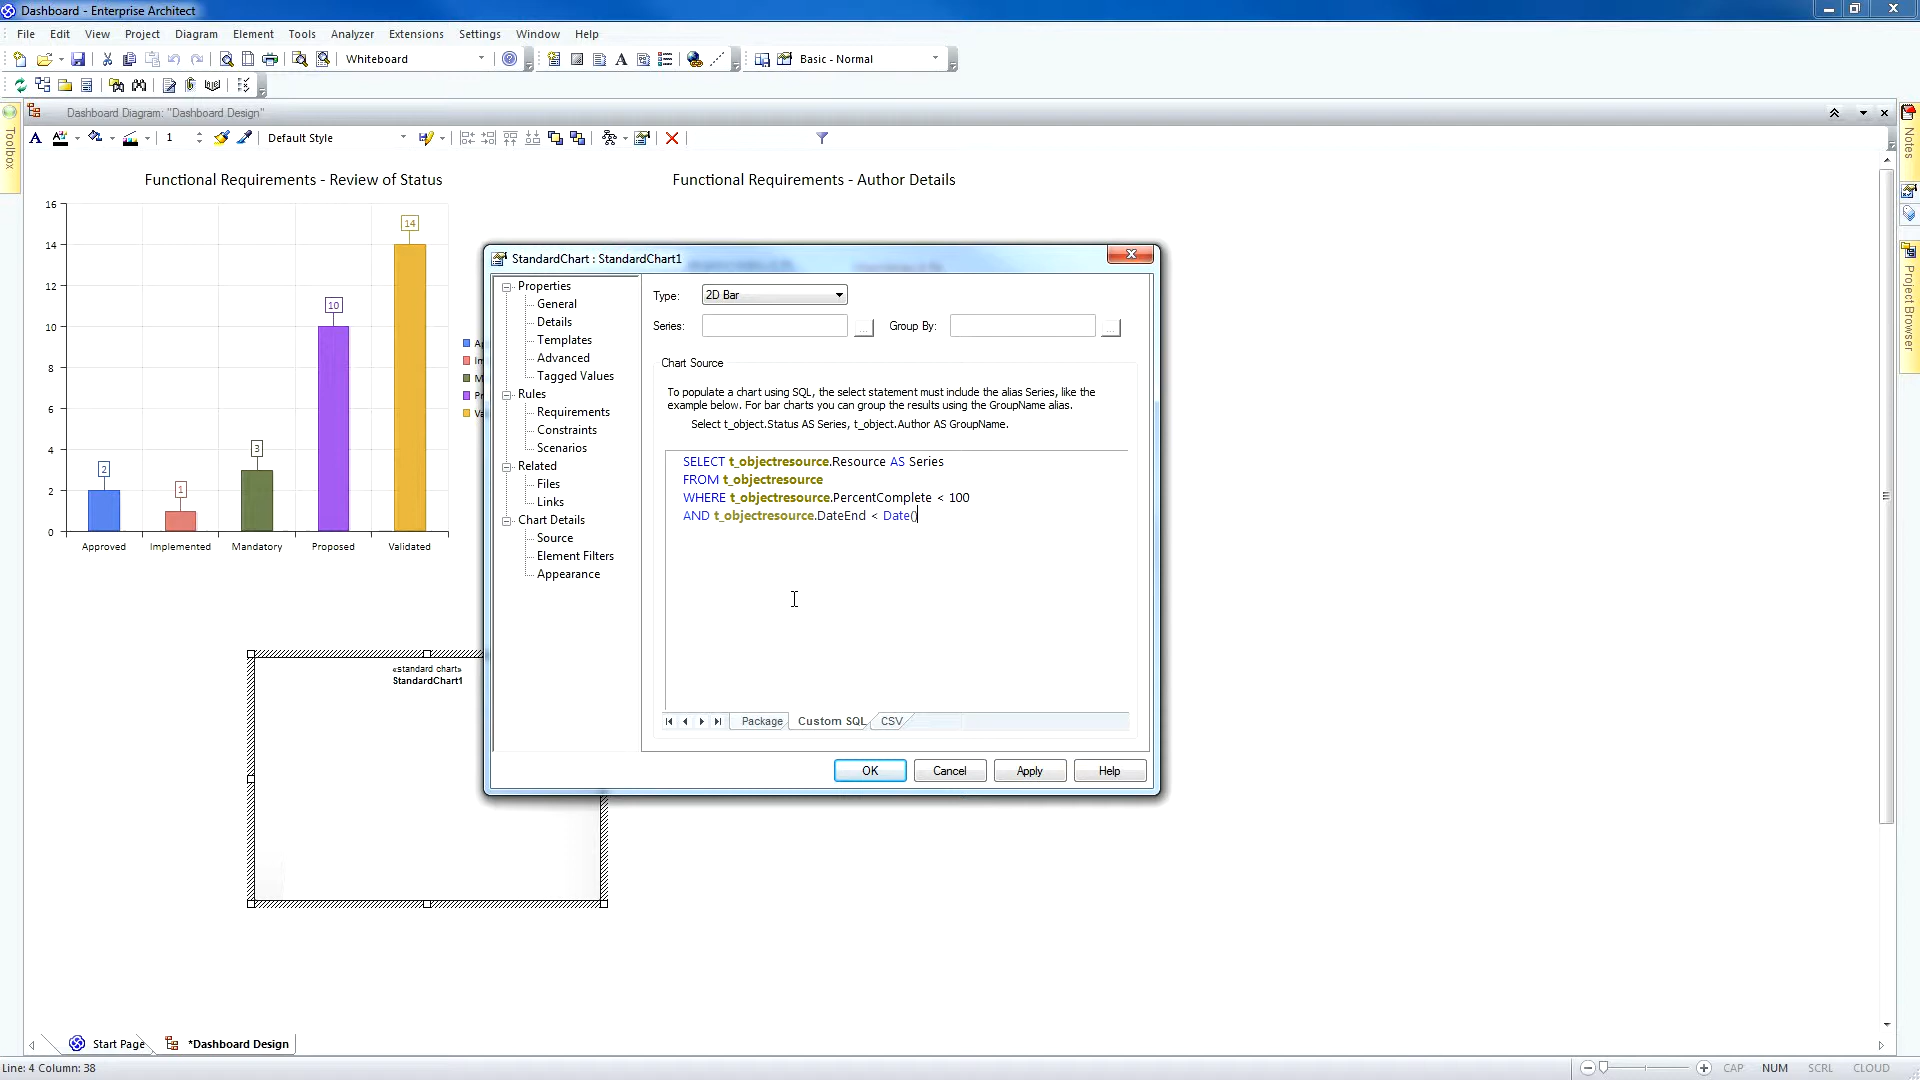 Dashboard - Enterprise Architect
File Edit View Project Diagram Element Tools Analyzer Extensions Settings Window Help
Whiteboard
Basic - Normal
Dashboard Diagram: "Dashboard Design"
Toolbox
1
Default Style
Notes
Project Browser
Functional Requirements - Review of Status
Functional Requirements - Author Details
16
14
12
10
8
6
4
2
0
2
1
3
10
14
Approved
Implemented
Mandatory
Proposed
Validated
StandardChart : StandardChart1
Properties
General
Details
Templates
Advanced
Tagged Values
Rules
Requirements
Constraints
Scenarios
Related
Files
Links
Chart Details
Source
Element Filters
Appearance
Type: 2D Bar
Series: ... Group By: ...
Chart Source
To populate a chart using SQL, the select statement must include the alias Series, like the
example below. For bar charts you can group the results using the GroupName alias.
Select t_object.Status AS Series, t_object.Author AS GroupName.
SELECT t_objectresource.Resource AS Series
FROM t_objectresource
WHERE t_objectresource.PercentComplete < 100
AND t_objectresource.DateEnd < Date()
Package Custom SQL CSV
OK Cancel Apply Help
«standard chart»
StandardChart1
Start Page *Dashboard Design
Line: 4 Column: 38
CAP NUM SCRL CLOUD